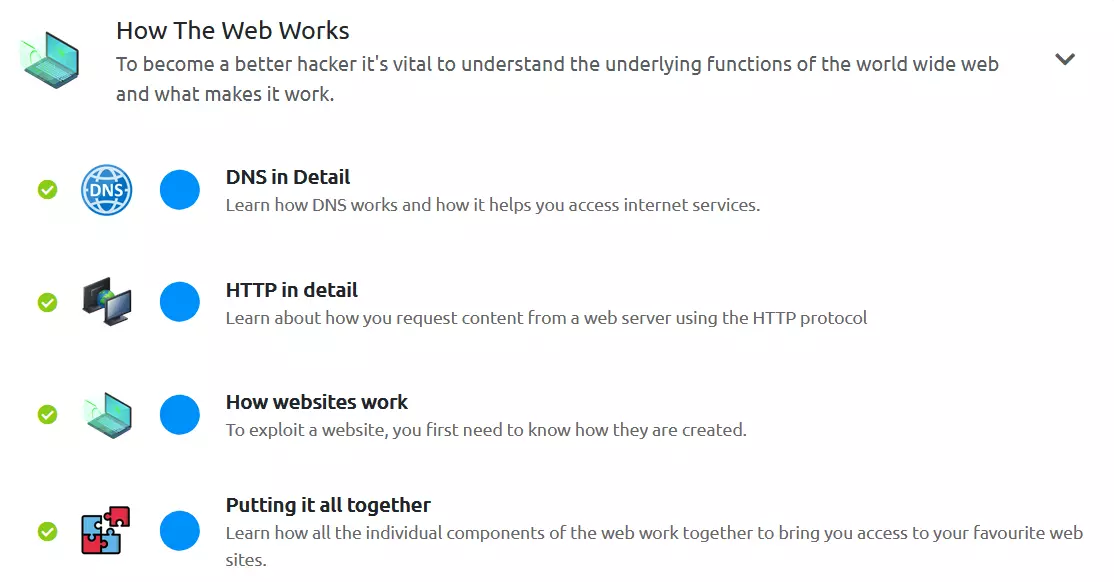 How The Web Works
To become a better hacker it's vital to understand the underlying functions of the world wide web
and what makes it work.
DNS
DNS in Detail
Learn how DNS works and how it helps you access internet services.
HTTP in detail
Learn about how you request content from a web server using the HTTP protocol
How websites work
To exploit a website, you first need to know how they are created.
Putting it all together
Learn how all the individual components of the web work together to bring you access to your favourite web
sites.